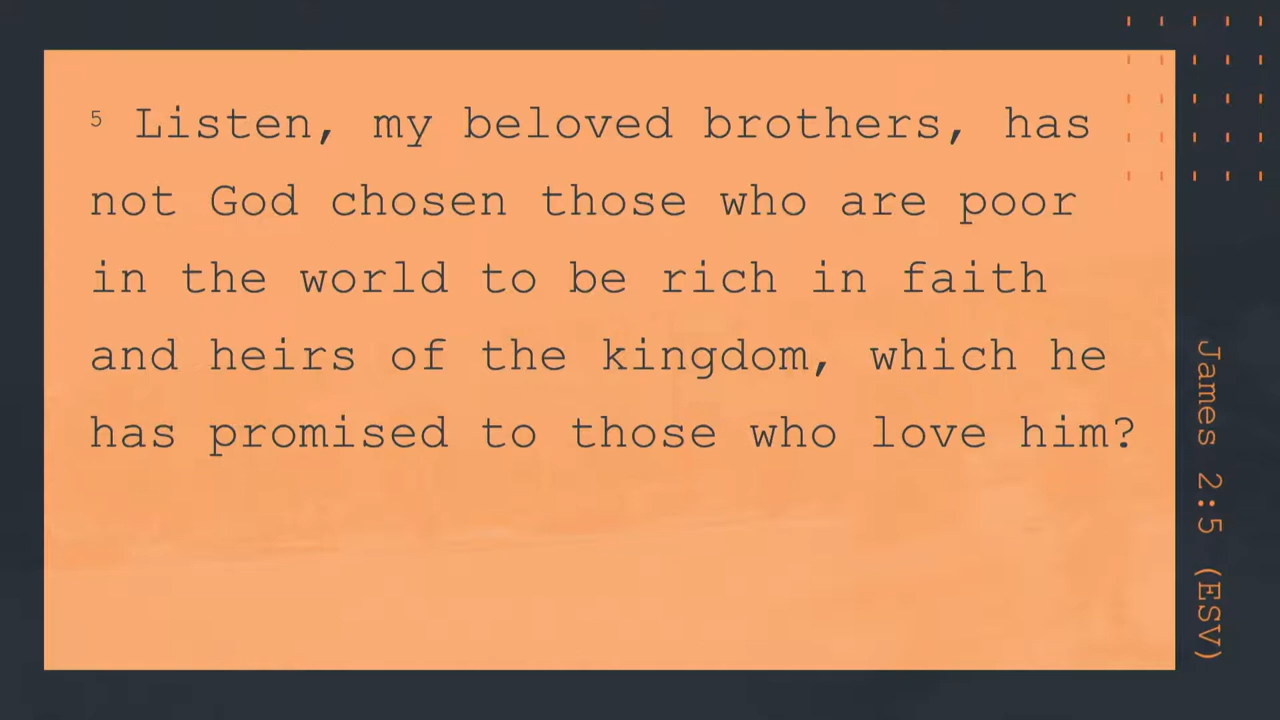 5 Listen, my beloved brothers, has
not God chosen those who are poor
in the world to be rich in faith
and heirs of the kingdom, which he
has promised to those who love him?
James 2:5 (ESV)